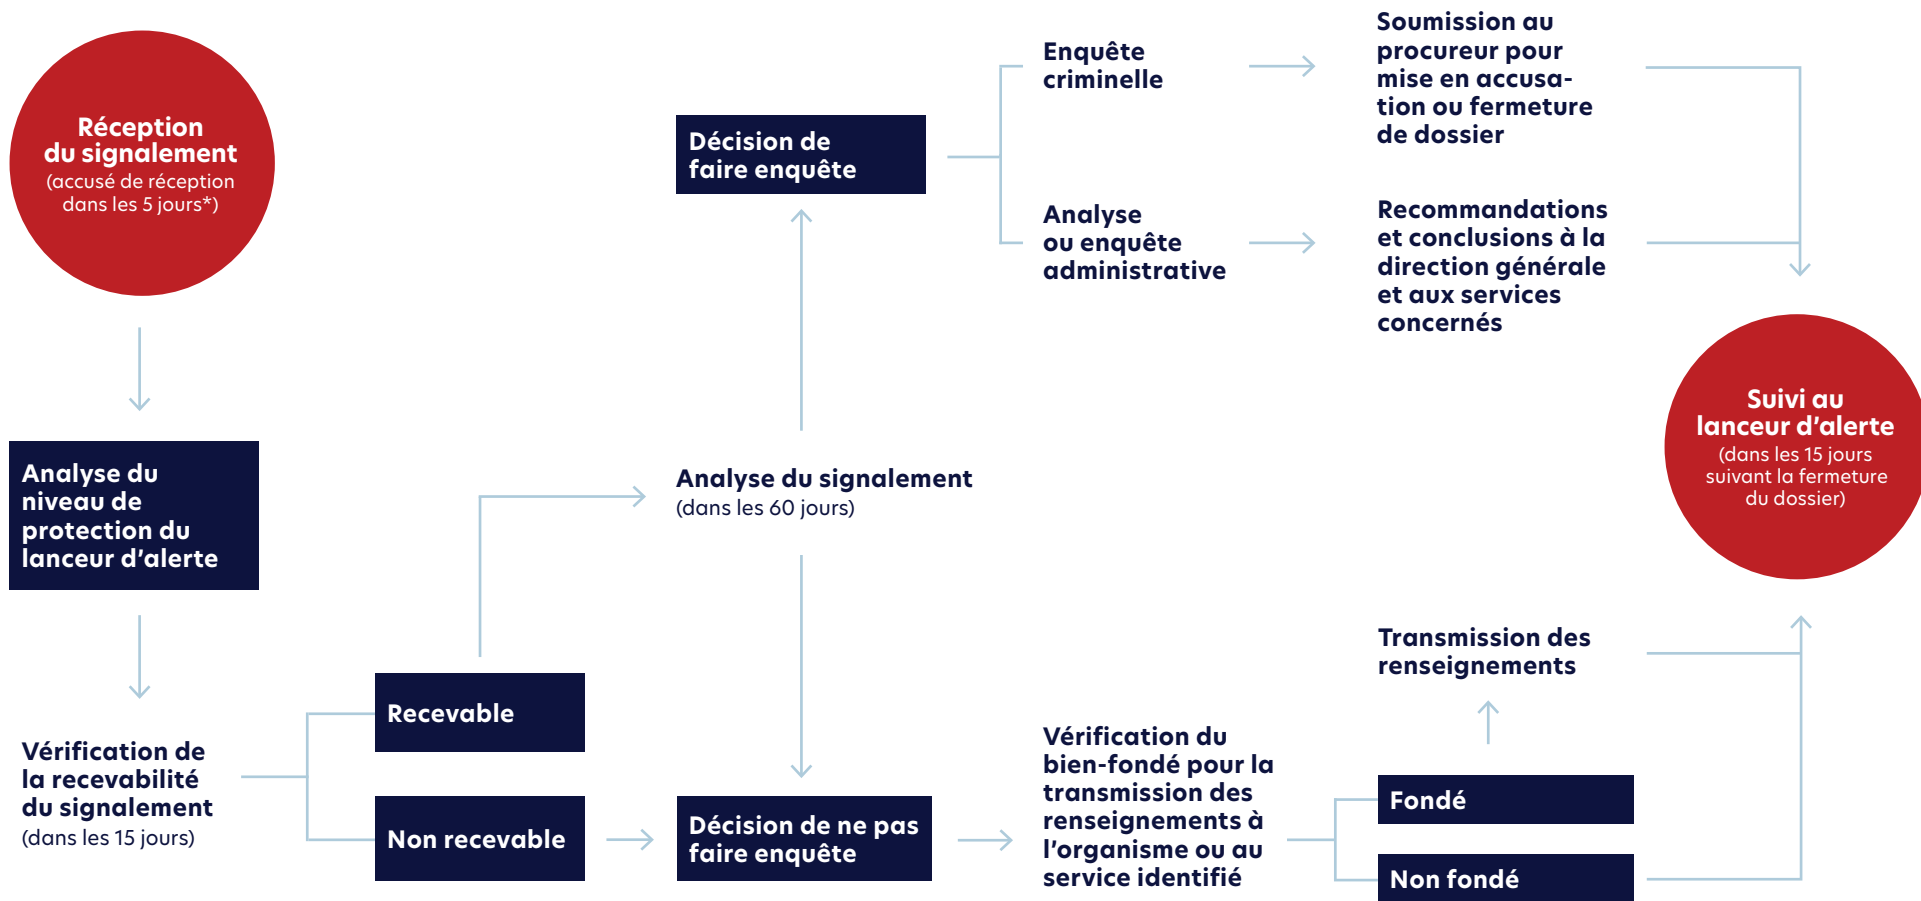 Réception
du signalement
(accusé de réception
dans les 5 jours*)
Analyse du
niveau de
protection du
lanceur d'alerte
Vérification de
la recevabilité
du signalement
(dans les 15 jours)
Recevable
Non recevable
Analyse du signalement
(dans les 60 jours)
Décision de
faire enquête
Enquête
criminelle
Soumission au
procureur pour
mise en accusa-
tion ou fermeture
de dossier
Analyse
ou enquête
administrative
Recommandations
et conclusions à la
direction générale
et aux services
concernés
Décision de ne pas
faire enquête
Vérification du
bien-fondé pour la
transmission des
renseignements à
l'organisme ou au
service identifié
Fondé
Non fondé
Transmission des
renseignements
Suivi au
lanceur d'alerte
(dans les 15 jours
suivant la fermeture
du dossier)